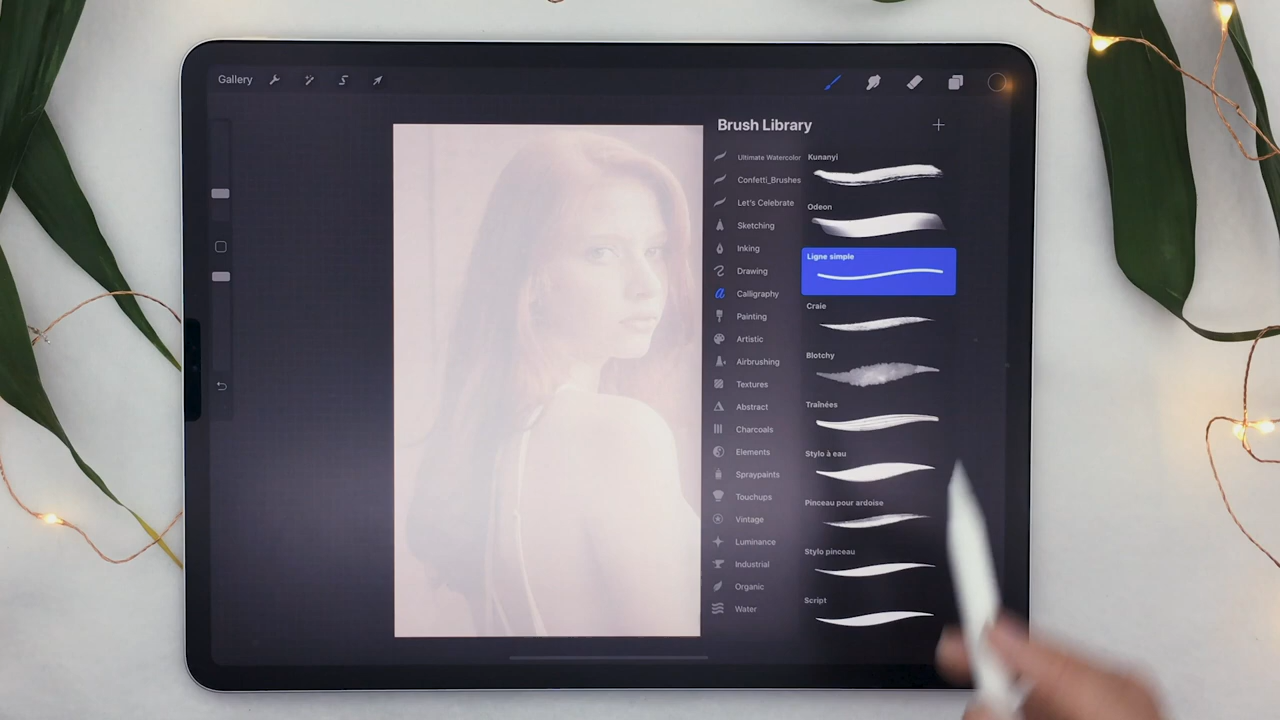 Gallery
Brush Library
Ultimate Watercolor
Confetti_Brushes
Let's Celebrate
Sketching
Inking
Drawing
Calligraphy
Painting
Artistic
Airbrushing
Textures
Abstract
Charcoals
Elements
Spraypaints
Touchups
Vintage
Luminance
Industrial
Organic
Water
Kunanyi
Odeon
Ligne simple
Craie
Blotchy
Traînées
Stylo à eau
Pinceau pour ardoise
Stylo pinceau
Script